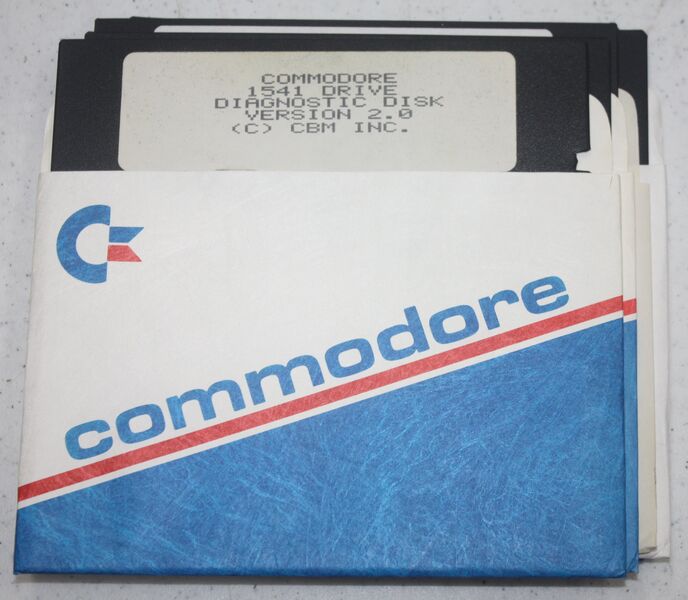 COMMODORE
1541 DRIVE
DIAGNOSTIC DISK
VERSION 2.0
(C) CBM INC.
commodore